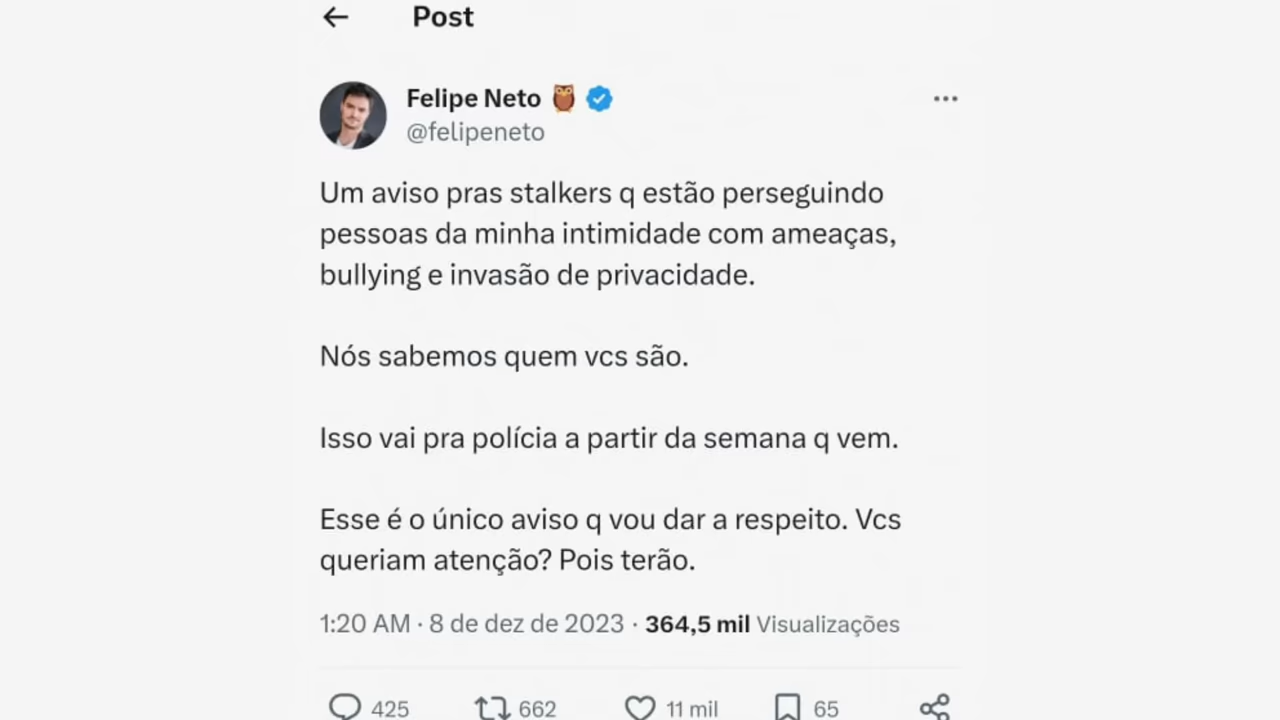 Post
Felipe Neto
@felipeneto
Um aviso pras stalkers q estão perseguindo
pessoas da minha intimidade com ameaças,
bullying e invasão de privacidade.
Nós sabemos quem vcs são.
Isso vai pra polícia a partir da semana q vem.
Esse é o único aviso q vou dar a respeito. Vcs
queriam atenção? Pois terão.
1:20 AM · 8 de dez de 2023 · 364,5 mil Visualizações
425 662 11 mil 65